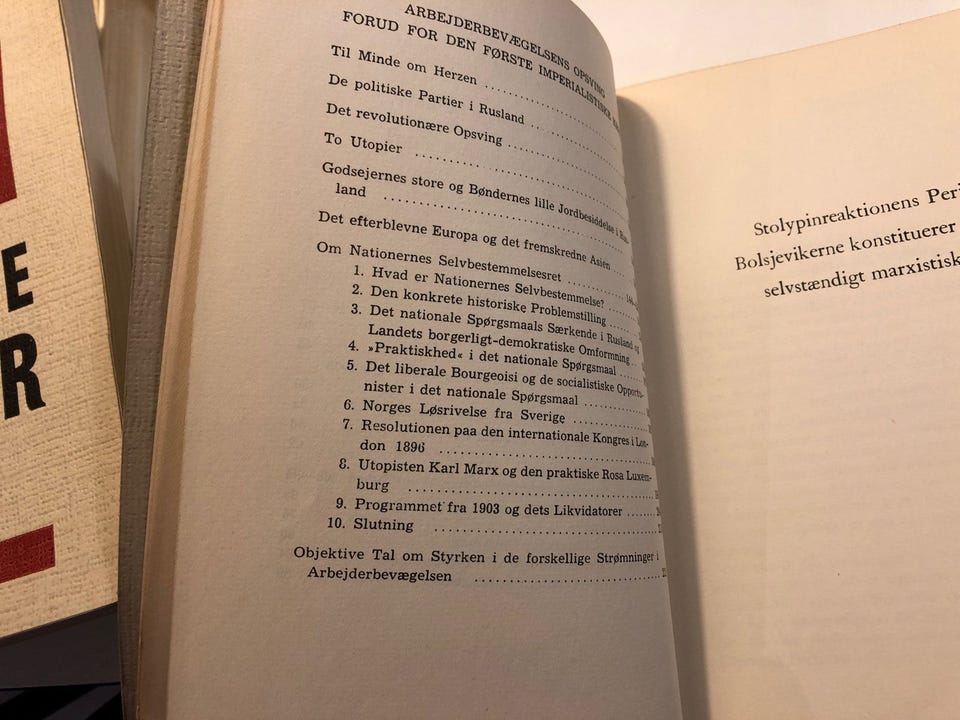 E
R
ARBEJDERBEVÆGELSENS OPSVING
FORUD FOR DEN FØRSTE IMPERIALISTISKE
Til Minde om Herzen
De politiske Partier i Rusland
Det revolutionære Opsving
To Utopier
Godsejernes store og Bøndernes lille Jordbesiddelse i
land
Det efterblevne Europa og det fremskredne Asien
Om Nationernes Selvbestemmelsesret
1. Hvad er Nationernes Selvbestemmelse?
2. Den konkrete historiske Problemstilling
3. Det nationale Spørgsmaals Særkende i Rusland og
Landets borgerligt-demokratiske Omformning
4. »Praktiskhed« i det nationale Spørgsmaal
5. Det liberale Bourgeoisi og de socialistiske Opportu-
nister i det nationale Spørgsmaal
6. Norges Løsrivelse fra Sverige
7. Resolutionen paa den internationale Kongres i Lon-
don 1896
8. Utopisten Karl Marx og den praktiske Rosa Luxem-
burg
9. Programmet fra 1903 og dets Likvidatorer
10. Slutning
Objektive Tal om Styrken i de forskellige Strømninger i
Arbejderbevægelsen
Stolypinreaktionens Peri
Bolsjevikerne konstituerer
selvstændigt marxistisk